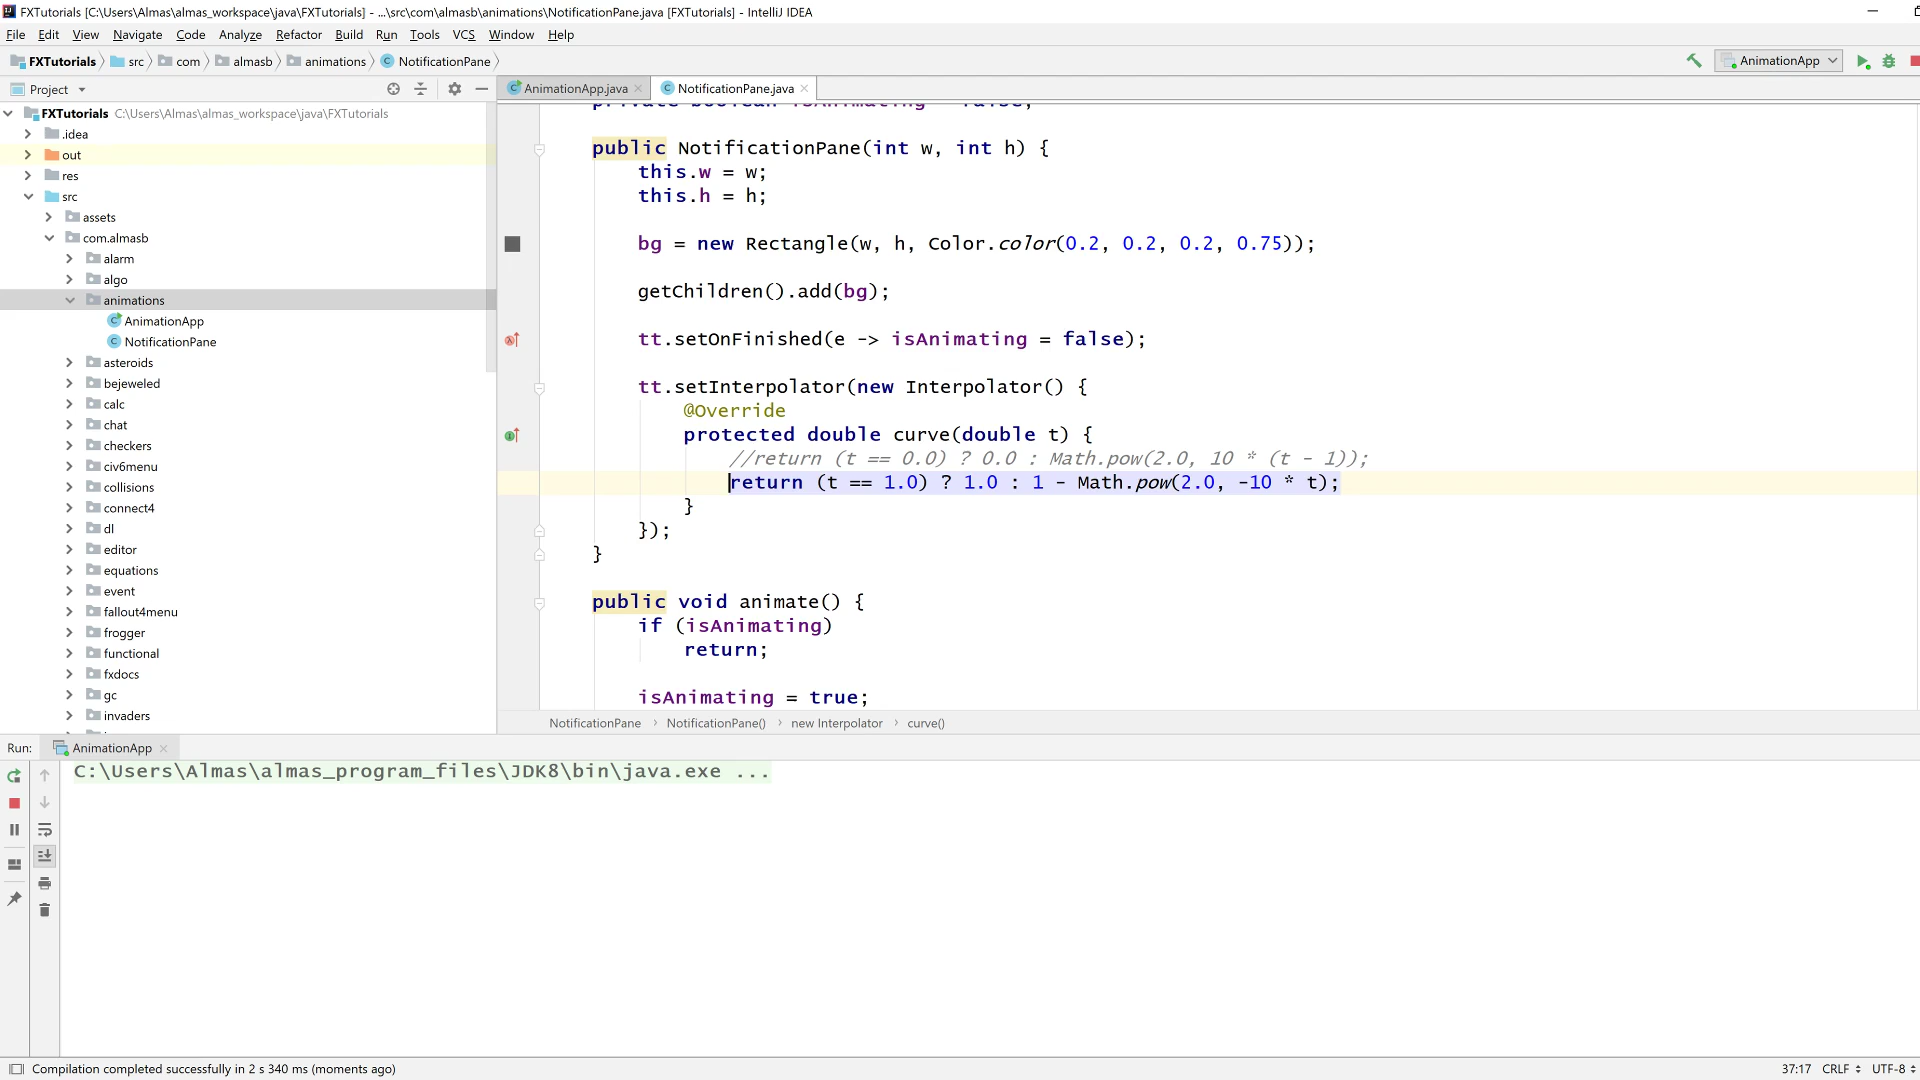 FXTutorials [C:\Users\Almas\almas_workspace\java\FXTutorials] - ...\src\com\almasb\animations\NotificationPane.java [FXTutorials] - IntelliJ IDEA
File Edit View Navigate Code Analyze Refactor Build Run Tools VCS Window Help
FXTutorials src com almasb animations NotificationPane AnimationApp
Project
AnimationApp.java NotificationPane.java
FXTutorials C:\Users\Almas\almas_workspace\java\FXTutorials
.idea
out
res
src
assets
com.almasb
alarm
algo
animations
AnimationApp
NotificationPane
asteroids
bejeweled
calc
chat
checkers
civ6menu
collisions
connect4
dl
editor
equations
event
fallout4menu
frogger
functional
fxdocs
gc
invaders
private boolean isAnimating = false;
public NotificationPane(int w, int h) {
this.w = w;
this.h = h;
bg = new Rectangle(w, h, Color.color(0.2, 0.2, 0.2, 0.75));
getChildren().add(bg);
tt.setOnFinished(e -> isAnimating = false);
tt.setInterpolator(new Interpolator() {
@Override
protected double curve(double t) {
//return (t == 0.0) ? 0.0 : Math.pow(2.0, 10 * (t - 1));
return (t == 1.0) ? 1.0 : 1 - Math.pow(2.0, -10 * t);
}
});
}
public void animate() {
if (isAnimating)
return;
isAnimating = true;
NotificationPane NotificationPane() new Interpolator curve()
Run: AnimationApp
C:\Users\Almas\almas_program_files\JDK8\bin\java.exe ...
Compilation completed successfully in 2 s 340 ms (moments ago) 37:17 CRLF UTF-8